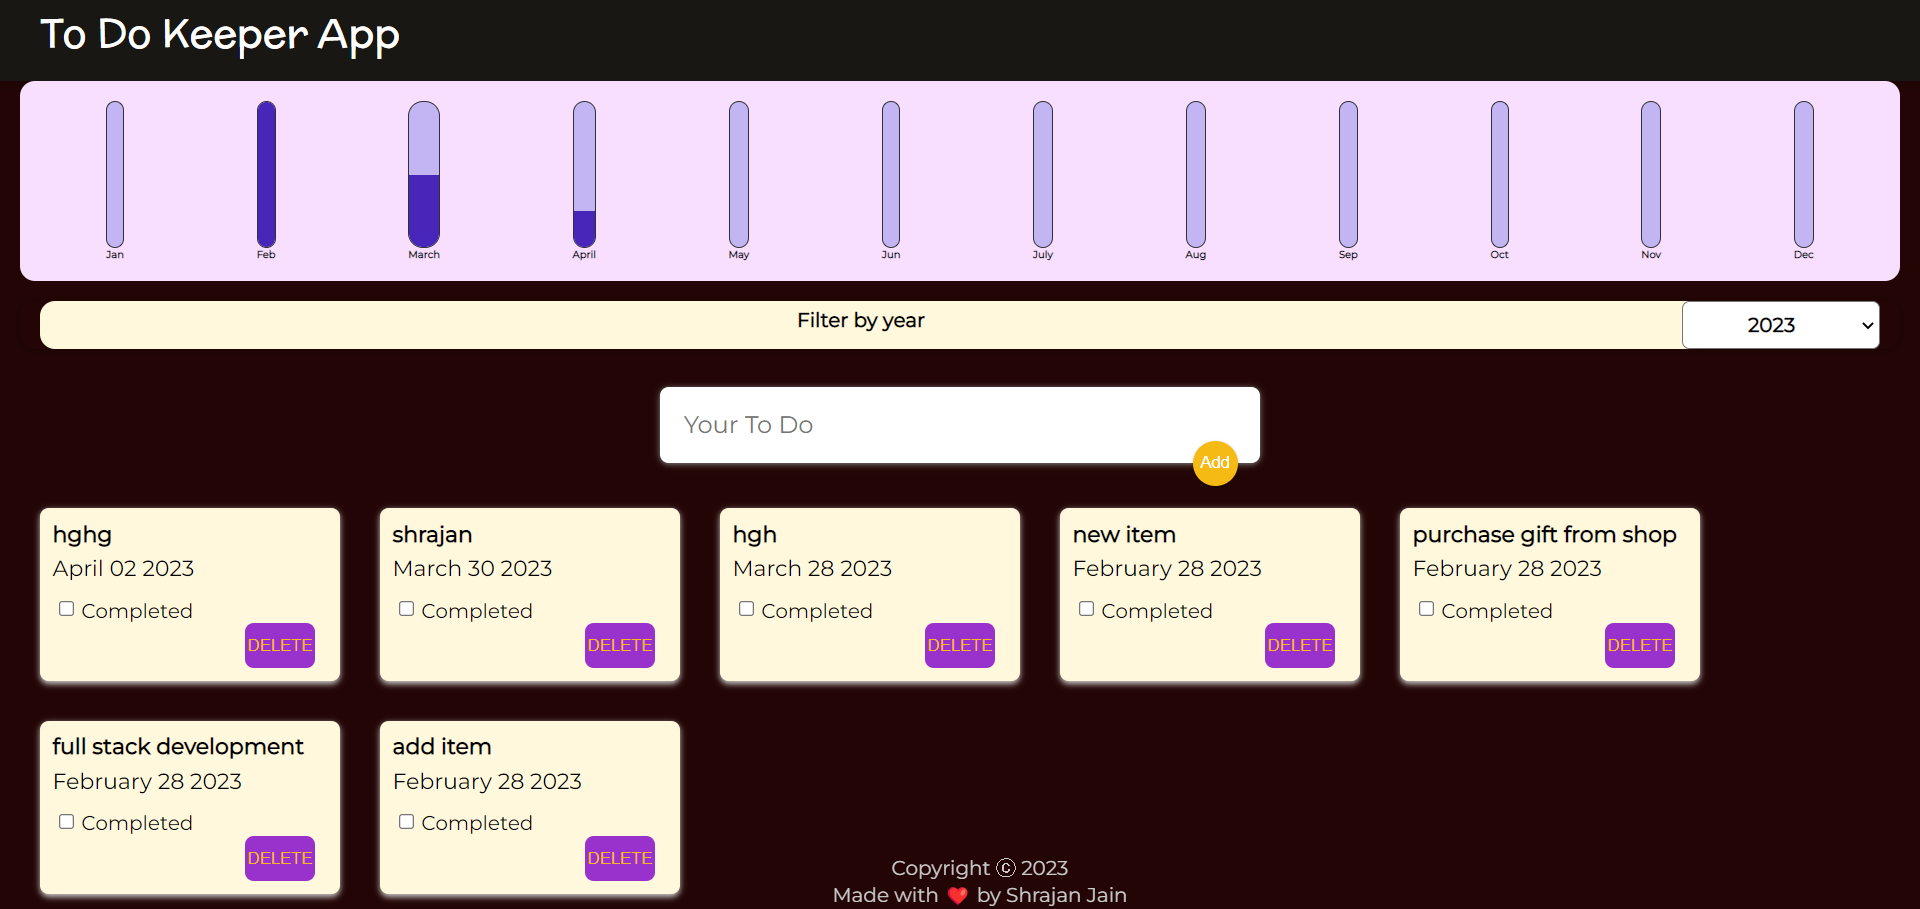 To Do Keeper App
Jan Feb March April May Jun July Aug Sep Oct Nov Dec
Filter by year 2023
Your To Do
Add
hghg shrajan hgh new item purchase gift from shop
April 02 2023 March 30 2023 March 28 2023 February 28 2023 February 28 2023
Completed Completed Completed Completed Completed
DELETE DELETE DELETE DELETE DELETE
full stack development add item
February 28 2023 February 28 2023
Completed Completed
DELETE DELETE
Copyright ⓒ 2023
Made with ❤️ by Shrajan Jain